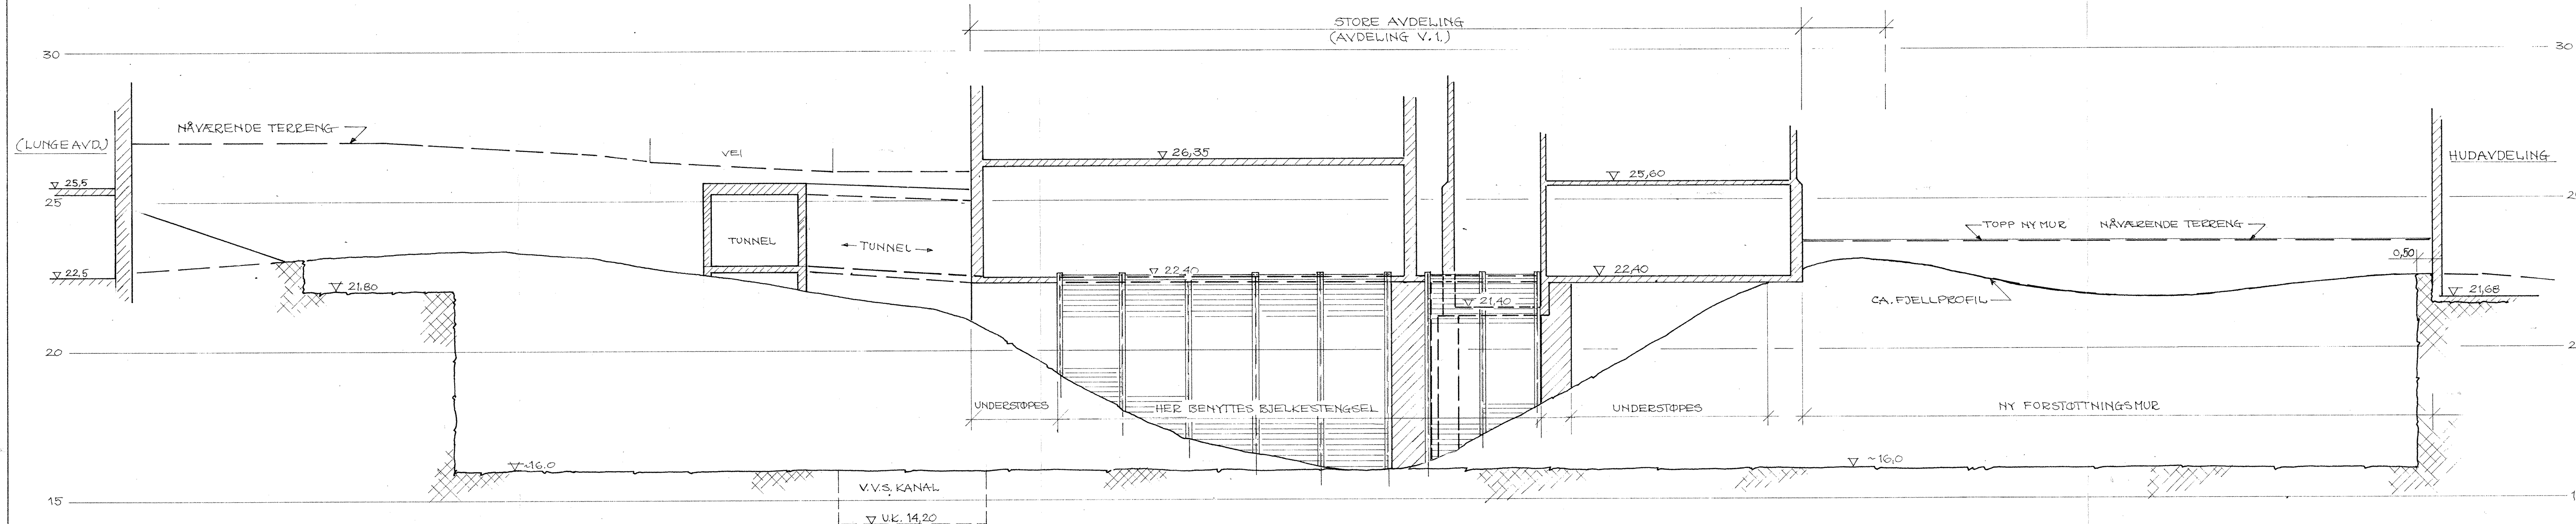 STORE AVDELING
(AVDELING V.1.)
30
30
NÅVÆRENDE TERRENG
(LUNGEAVD.)
VEI
26,35
HUDAVDELING
25,5
25,60
25
TUNNEL
TUNNEL
TOPP NY MUR
NÅVÆRENDE TERRENG
0,50
22,5
22,40
22,40
21,80
21,40
CA. FJELLPROFIL
21,68
20
2
UNDERSTØPES
HER BENYTTES BJELKESTENGSEL
UNDERSTØPES
NY FORSTØTTNINGSMUR
~16.0
~16,0
V.V.S. KANAL
15
1
U.K. 14,20